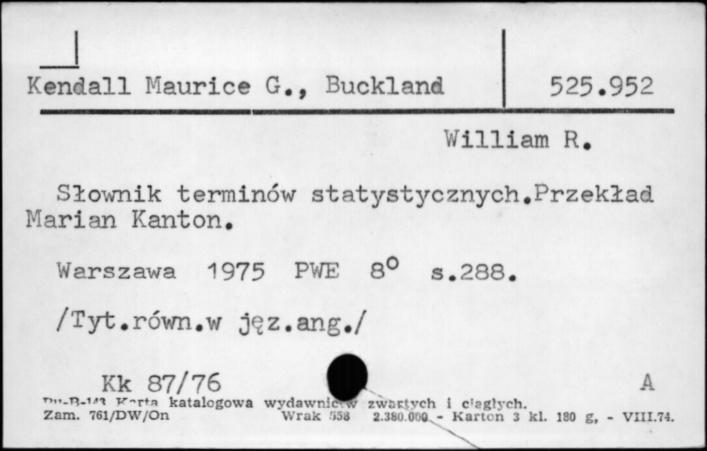 Kendall Maurice G., Buckland 525.952
William R.
Słownik terminów statystycznych.Przekład
Marian Kanton.
Warszawa 1975 PWE 8° s.288.
/Tyt.równ.w jęz.ang./
Kk 87/76 A
Karta katalogowa wydawnictw zwartych i ciągłych.
Zam. 761/DW/On Wrak 2.380.000 - Karton 3 kl. 180 g, - VIII.74.